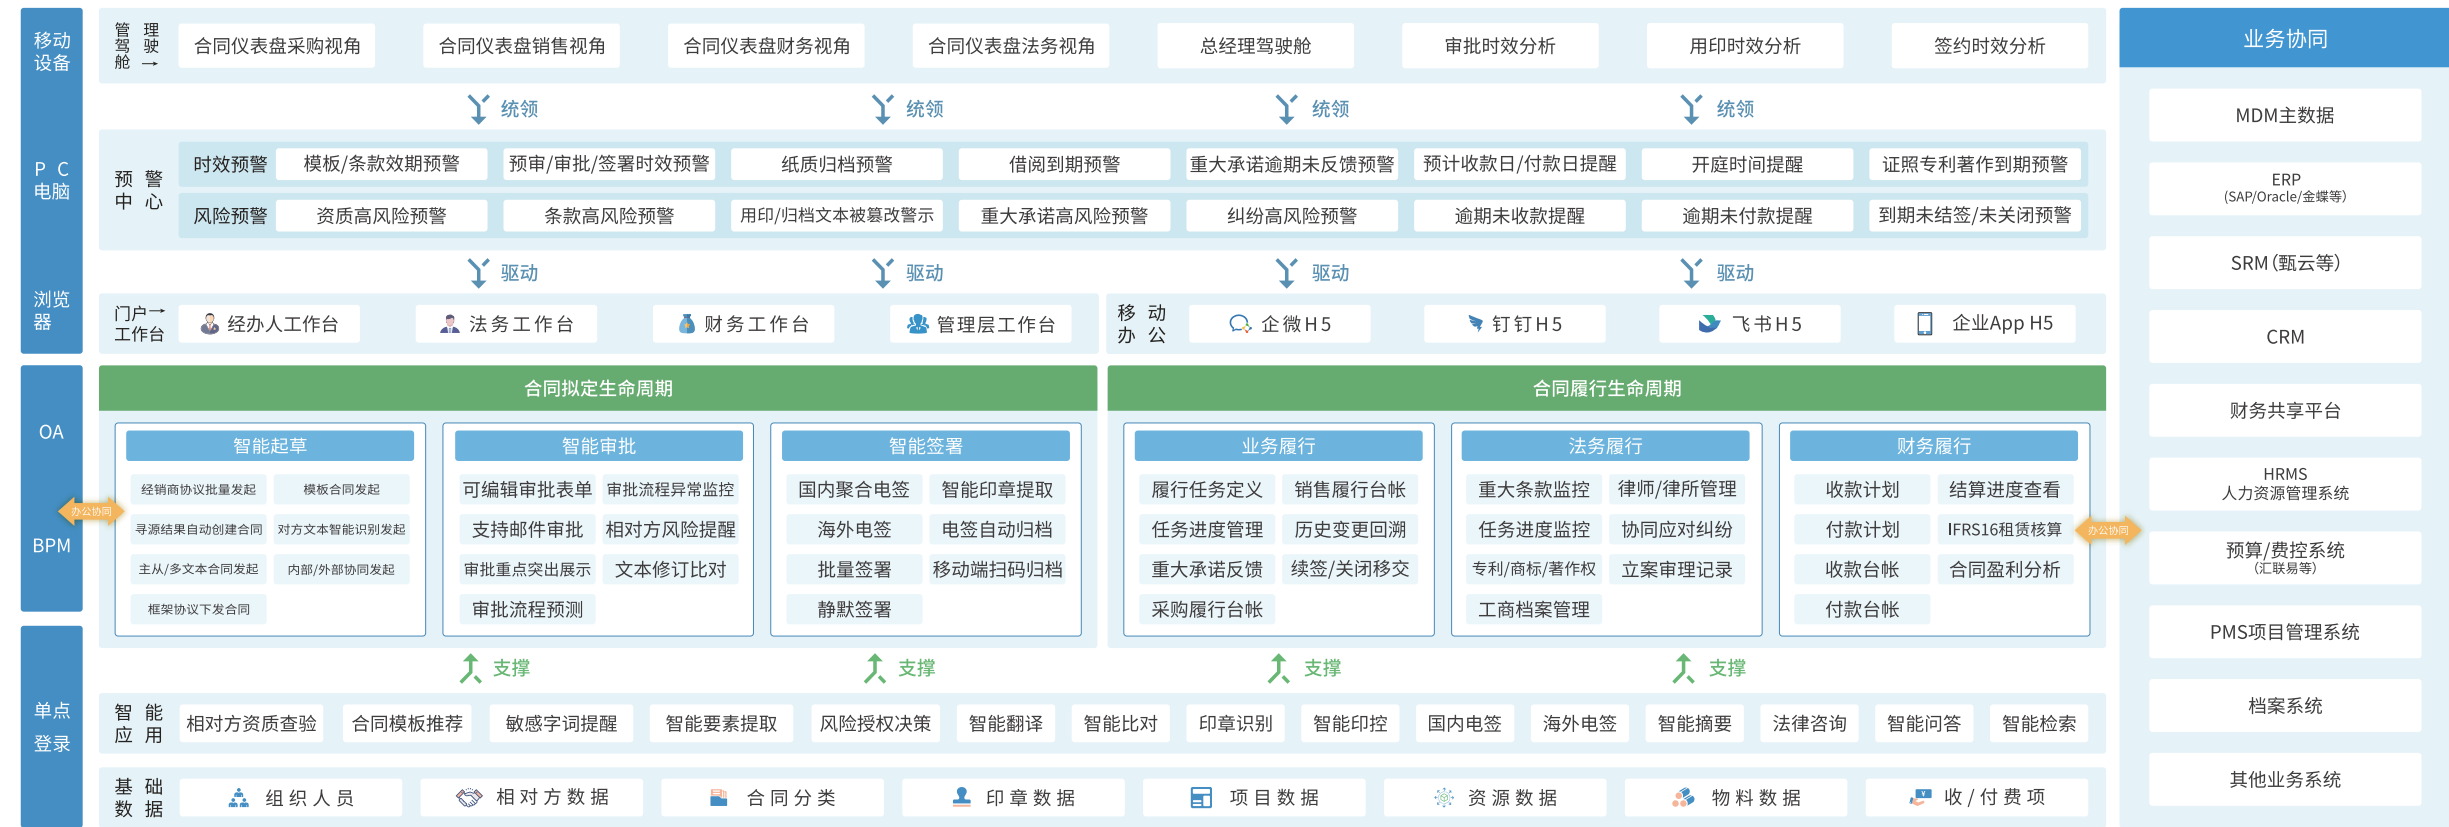 移动
设备
P C
电脑
浏览
器
OA
BPM
单点
登录
管 理
驾 驶
舱 →
合同仪表盘采购视角
合同仪表盘销售视角
合同仪表盘财务视角
合同仪表盘法务视角
总经理驾驶舱
审批时效分析
用印时效分析
签约时效分析
统领
统领
统领
统领
预 警
中 心
时效预警
模板/条款效期预警
预审/审批/签署时效预警
纸质归档预警
借阅到期预警
重大承诺逾期未反馈预警
预计收款日/付款日提醒
开庭时间提醒
证照专利著作到期预警
风险预警
资质高风险预警
条款高风险预警
用印/归档文本被篡改警示
重大承诺高风险预警
纠纷高风险预警
逾期未收款提醒
逾期未付款提醒
到期未结签/未关闭预警
驱动
驱动
驱动
驱动
门户→
工作台
经办人工作台
法务工作台
财务工作台
管理层工作台
移 动
办 公
企微H5
钉钉H5
飞书H5
企业App H5
合同拟定生命周期
智能起草
经销商协议批量发起
模板合同发起
寻源结果自动创建合同
对方文本智能识别发起
主从/多文本合同发起
内部/外部协同发起
框架协议下发合同
智能审批
可编辑审批表单
审批流程异常监控
支持邮件审批
相对方风险提醒
审批重点突出展示
文本修订比对
审批流程预测
智能签署
国内聚合电签
智能印章提取
海外电签
电签自动归档
批量签署
移动端扫码归档
静默签署
合同履行生命周期
业务履行
履行任务定义
销售履行台帐
任务进度管理
历史变更回溯
重大承诺反馈
续签/关闭移交
采购履行台帐
法务履行
重大条款监控
律师/律所管理
任务进度监控
协同应对纠纷
专利/商标/著作权
立案审理记录
工商档案管理
财务履行
收款计划
结算进度查看
付款计划
IFRS16租赁核算
收款台帐
合同盈利分析
付款台帐
办公协同
办公协同
支撑
支撑
支撑
支撑
智 能
应 用
相对方资质查验
合同模板推荐
敏感字词提醒
智能要素提取
风险授权决策
智能翻译
智能比对
印章识别
智能印控
国内电签
海外电签
智能摘要
法律咨询
智能问答
智能检索
基 础
数 据
组织人员
相对方数据
合同分类
印章数据
项目数据
资源数据
物料数据
收/付费项
业务协同
MDM主数据
ERP
(SAP/Oracle/金蝶等)
SRM(甄云等)
CRM
财务共享平台
HRMS
人力资源管理系统
预算/费控系统
(汇联易等)
PMS项目管理系统
档案系统
其他业务系统